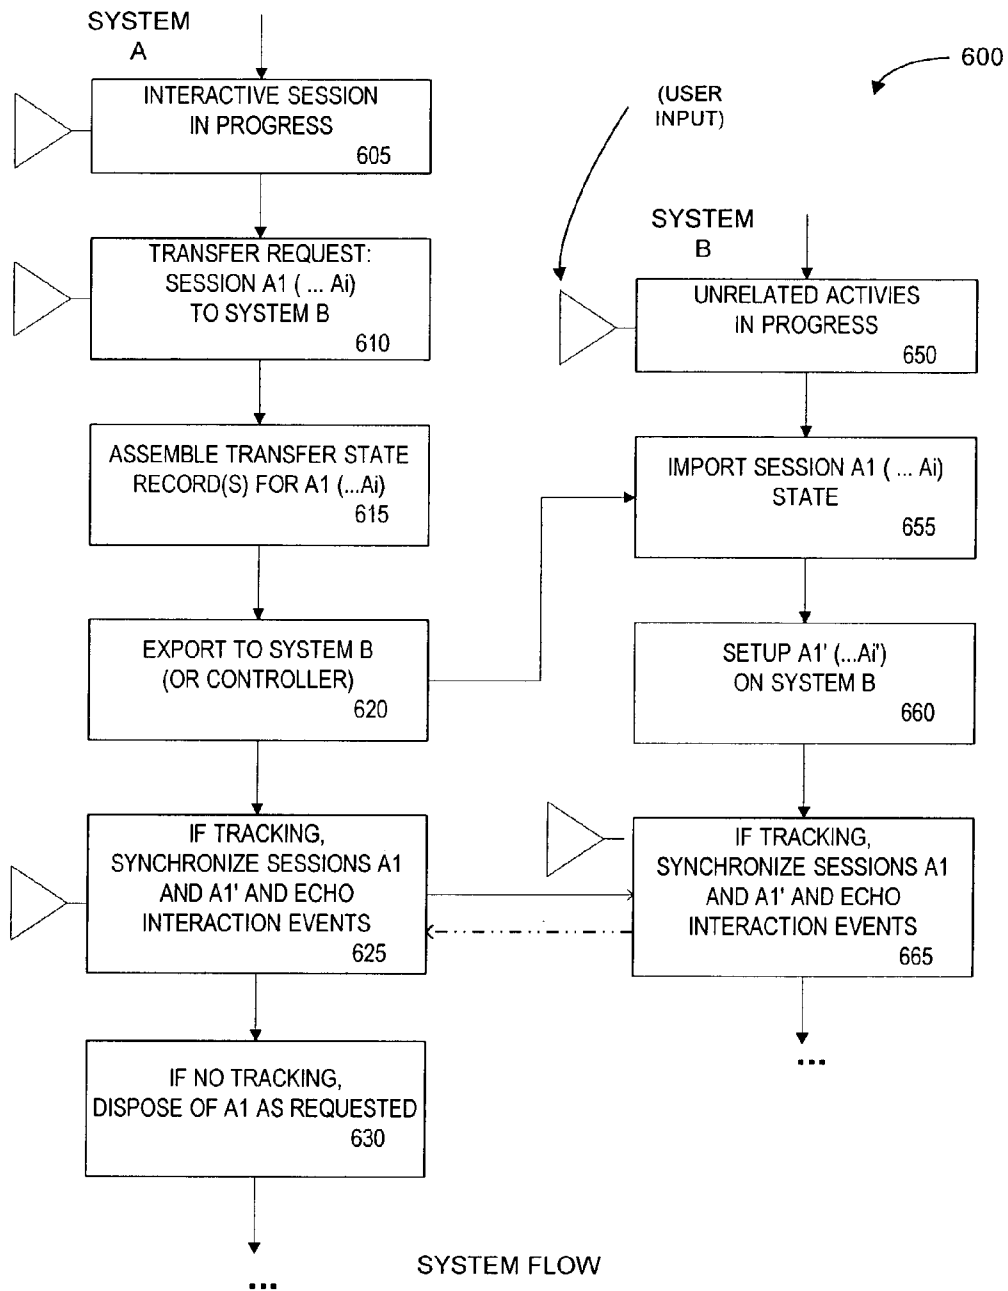 SYSTEM
A
INTERACTIVE SESSION
IN PROGRESS
605
TRANSFER REQUEST:
SESSION A1 ( ... Ai)
TO SYSTEM B
610
ASSEMBLE TRANSFER STATE
RECORD(S) FOR A1 (...Ai)
615
EXPORT TO SYSTEM B
(OR CONTROLLER)
620
IF TRACKING,
SYNCHRONIZE SESSIONS A1
AND A1' AND ECHO
INTERACTION EVENTS
625
IF NO TRACKING,
DISPOSE OF A1 AS REQUESTED
630
...
600
(USER
INPUT)
SYSTEM
B
UNRELATED ACTIVIES
IN PROGRESS
650
IMPORT SESSION A1 ( ... Ai)
STATE
655
SETUP A1' (...Ai')
ON SYSTEM B
660
IF TRACKING,
SYNCHRONIZE SESSIONS A1
AND A1' AND ECHO
INTERACTION EVENTS
665
...
SYSTEM FLOW